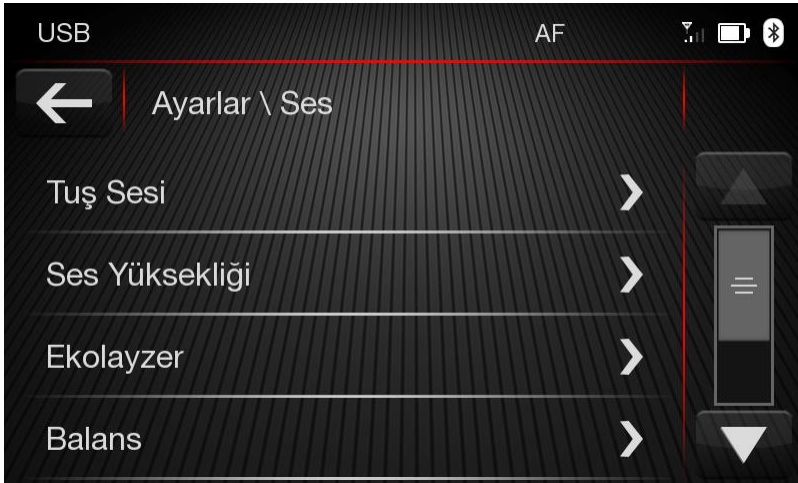 USB AF
Ayarlar \ Ses
Tuş Sesi
Ses Yüksekliği
Ekolayzer
Balans